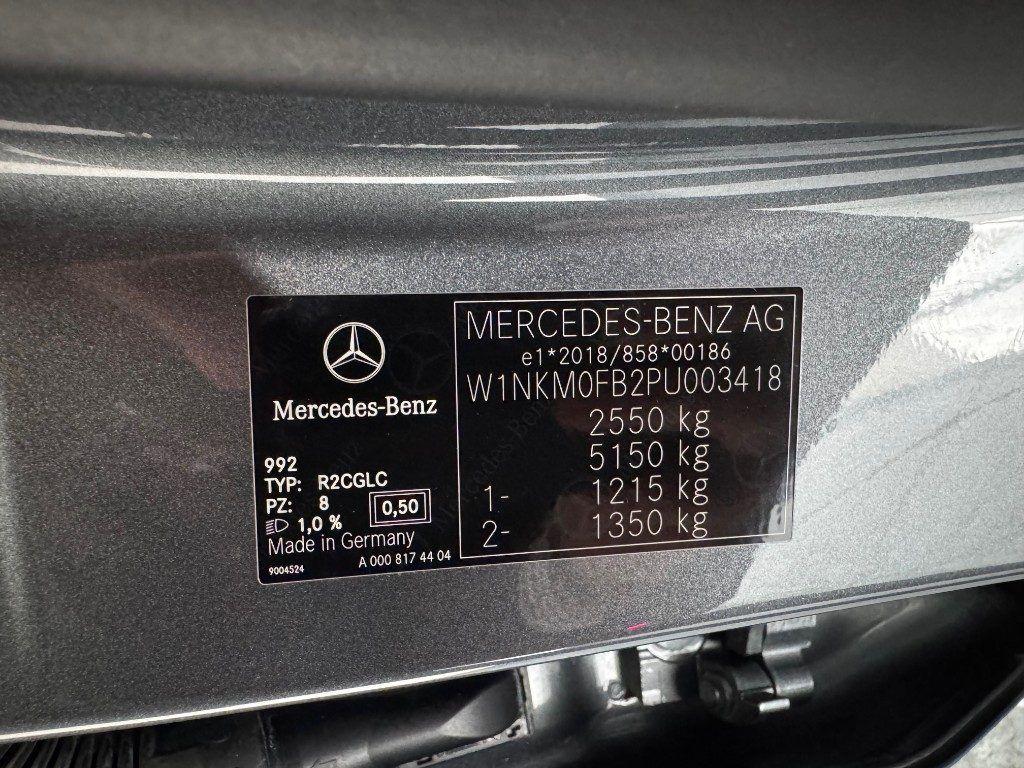 Mercedes-Benz
992
TYP: R2CGLC
PZ: 8
0,50
1,0 %
Made in Germany
9004524
A 000 817 44 04
MERCEDES-BENZ AG
e1*2018/858*00186
W1NKM0FB2PU003418
2550 kg
5150 kg
1- 1215 kg
2- 1350 kg